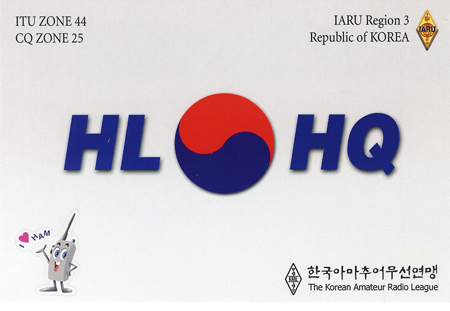 ITU ZONE 44
CQ ZONE 25
IARU Region 3
Republic of KOREA
IARU
HL HQ
I ❤ HAM
한국아마추어무선연맹
The Korean Amateur Radio League